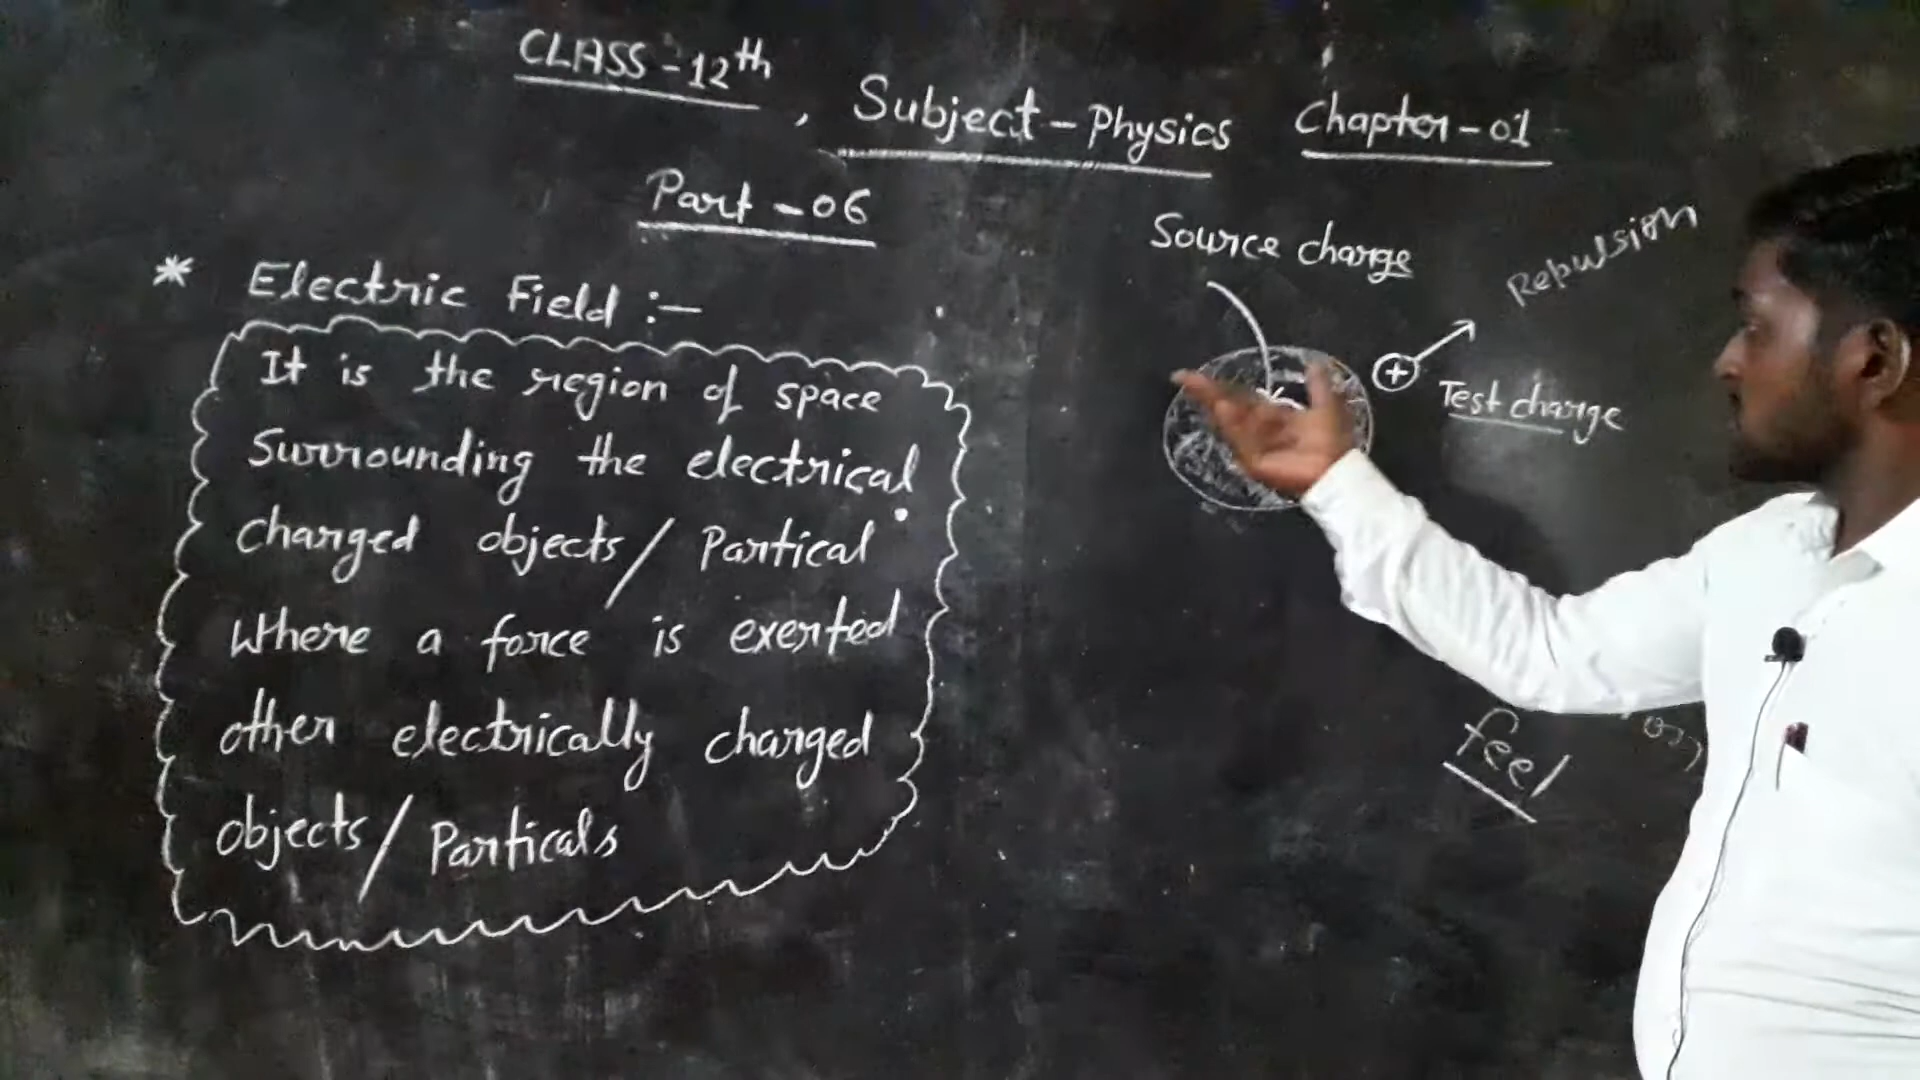 CLASS-12th, Subject-Physics Chapter-01
Part-06
* Electric Field :-
It is the region of space
Surrounding the electrical
Charged objects/Partical
Where a force is exerted
other electrically charged
objects/Particals
Source charge
Repulsion
+
Test charge
feel